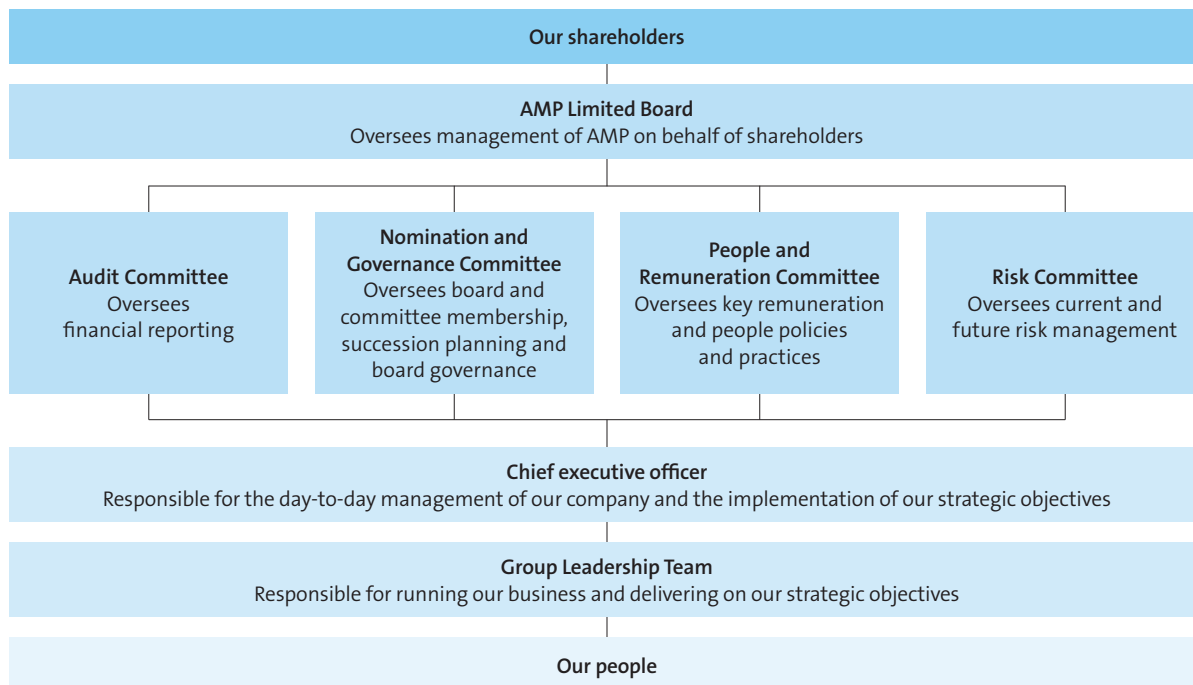 Our shareholders
AMP Limited Board
Oversees management of AMP on behalf of shareholders
Audit Committee
Oversees
financial reporting
Nomination and
Governance Committee
Oversees board and
committee membership,
succession planning and
board governance
People and
Remuneration Committee
Oversees key remuneration
and people policies
and practices
Risk Committee
Oversees current and
future risk management
Chief executive officer
Responsible for the day-to-day management of our company and the implementation of our strategic objectives
Group Leadership Team
Responsible for running our business and delivering on our strategic objectives
Our people